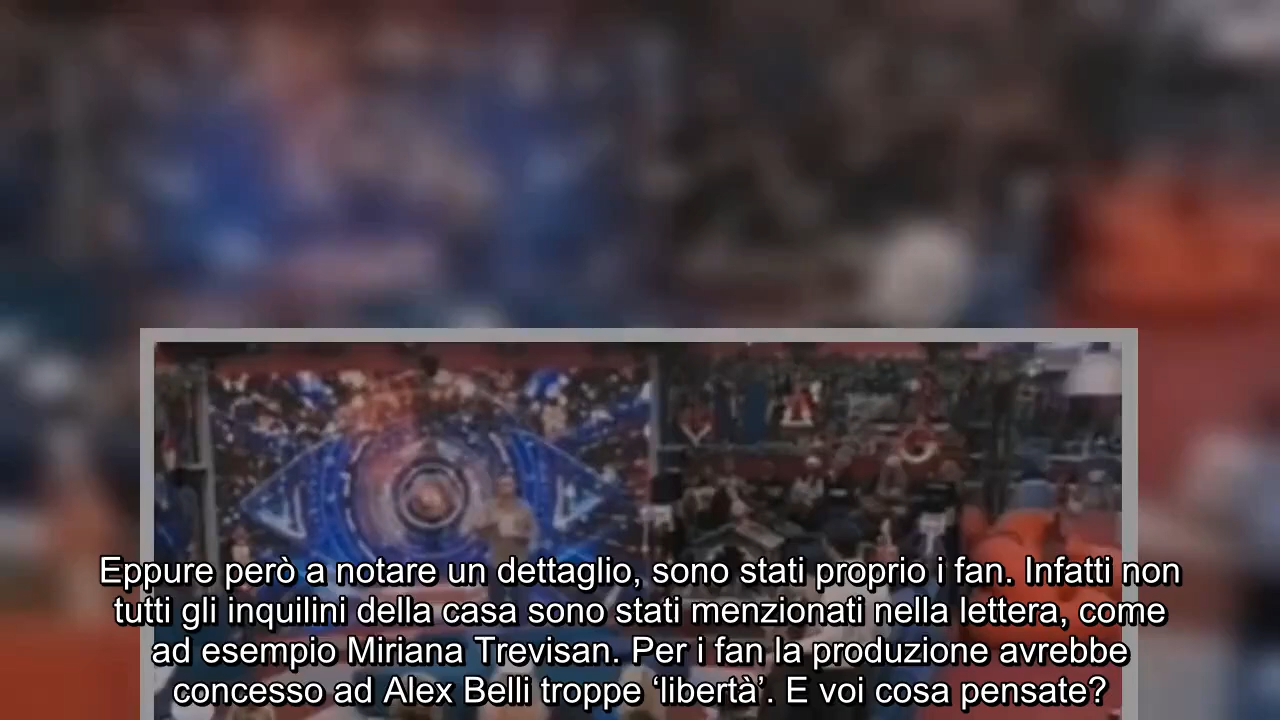 Eppure però a notare un dettaglio, sono stati proprio i fan. Infatti non
tutti gli inquilini della casa sono stati menzionati nella lettera, come
ad esempio Miriana Trevisan. Per i fan la produzione avrebbe
concesso ad Alex Belli troppe ‘libertà’. E voi cosa pensate?